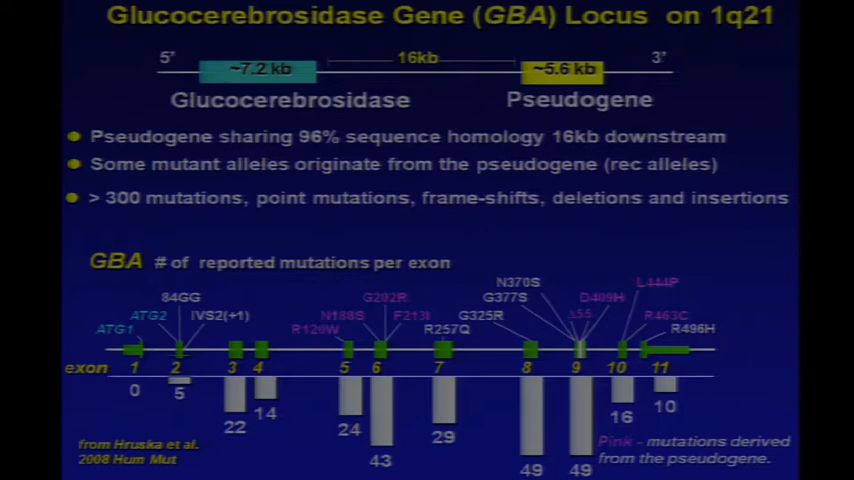 Glucocerebrosidase Gene (GBA) Locus on 1q21
5’ ~7.2 kb 16kb ~5.6 kb 3’
Glucocerebrosidase Pseudogene
Pseudogene sharing 96% sequence homology 16kb downstream
Some mutant alleles originate from the pseudogene (rec alleles)
> 300 mutations, point mutations, frame-shifts, deletions and insertions
GBA # of reported mutations per exon
N370S L444P
84GG G202R G377S D409H
ATG2 IVS2(+1) N188S F213I G325R Δ55 R463C
ATG1 R120W R257Q R496H
exon 1 2 3 4 5 6 7 8 9 10 11
0 5 22 14 24 43 29 49 49 16 10
from Hruska et al.
2008 Hum Mut
Pink - mutations derived
from the pseudogene.